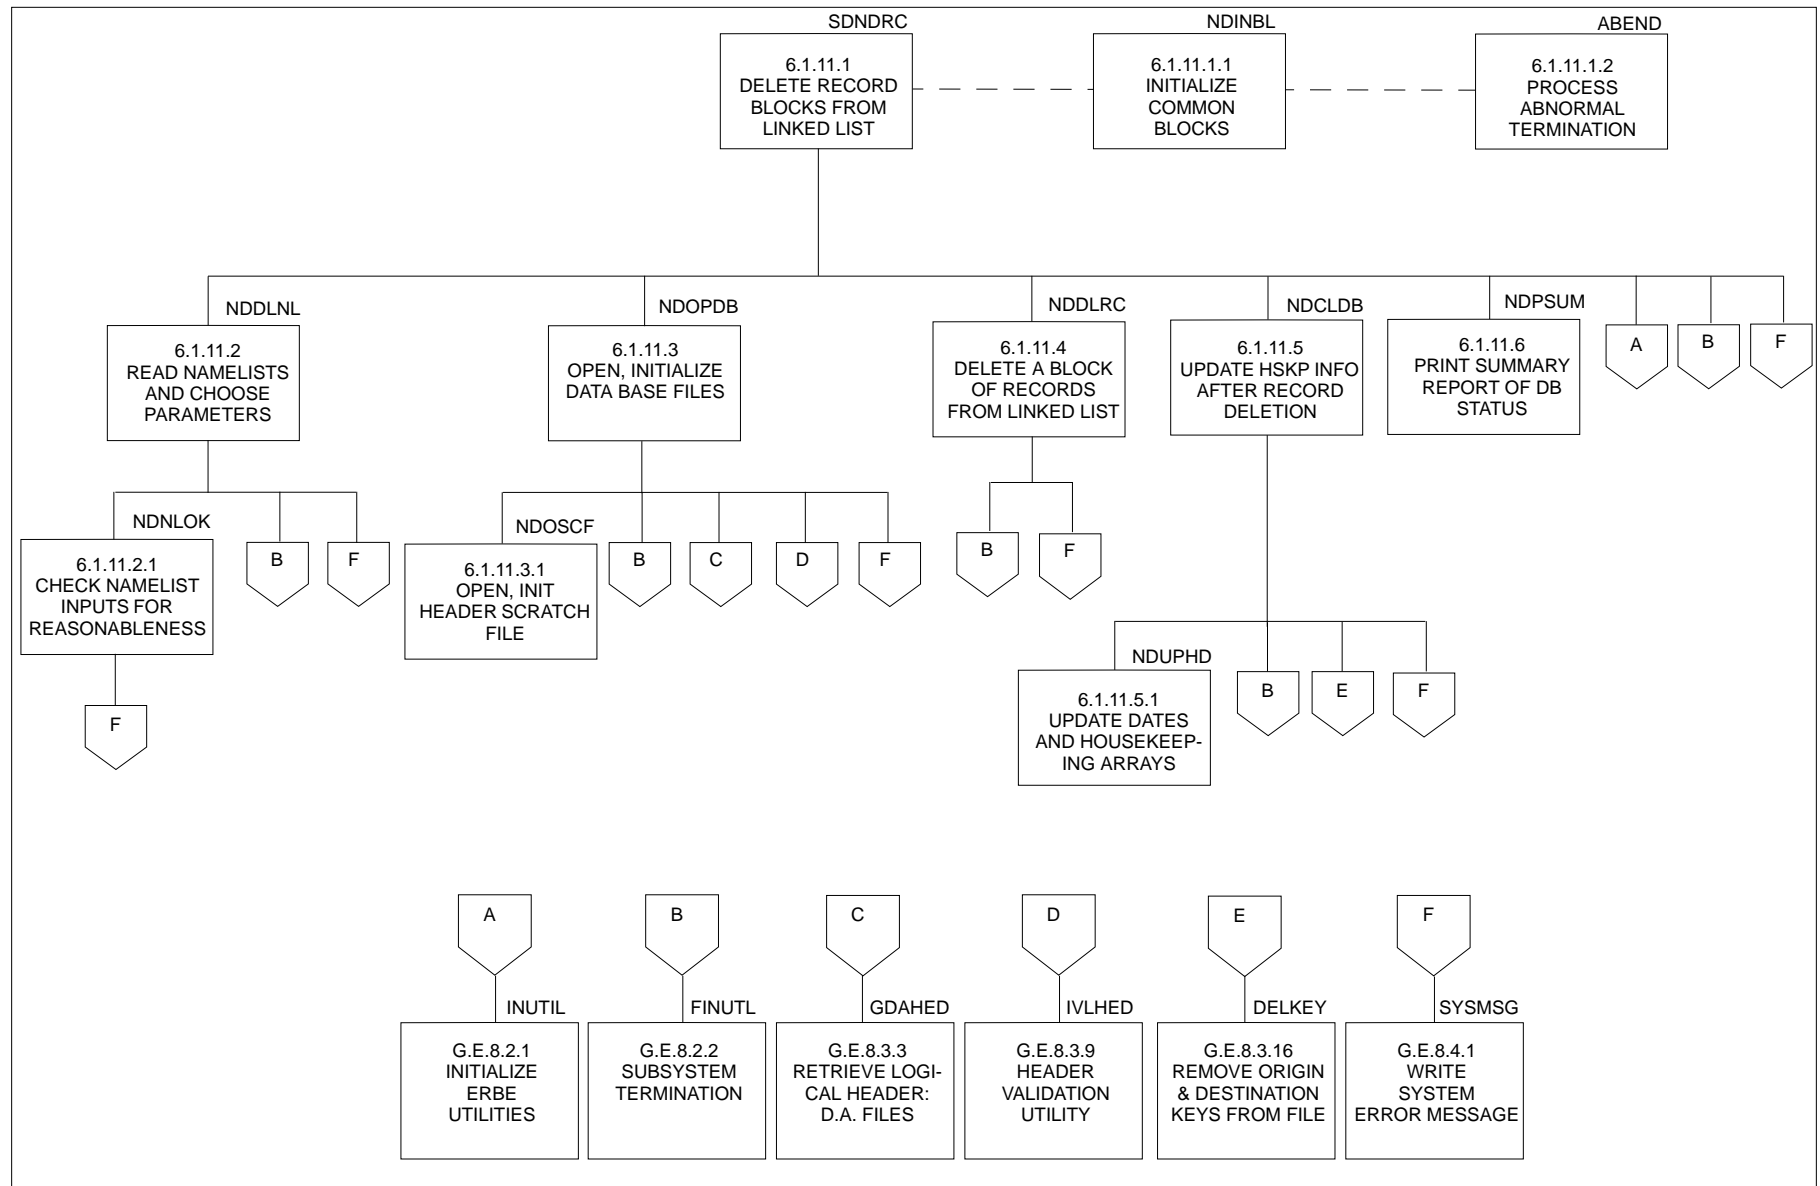 SDNDRC
6.1.11.1
DELETE RECORD
BLOCKS FROM
LINKED LIST
NDINBL
6.1.11.1.1
INITIALIZE
COMMON
BLOCKS
ABEND
6.1.11.1.2
PROCESS
ABNORMAL
TERMINATION
NDDLNL
6.1.11.2
READ NAMELISTS
AND CHOOSE
PARAMETERS
NDOPDB
6.1.11.3
OPEN, INITIALIZE
DATA BASE FILES
NDDLRC
6.1.11.4
DELETE A BLOCK
OF RECORDS
FROM LINKED LIST
NDCLDB
6.1.11.5
UPDATE HSKP INFO
AFTER RECORD
DELETION
NDPSUM
6.1.11.6
PRINT SUMMARY
REPORT OF DB
STATUS
A
B
F
NDNLOK
6.1.11.2.1
CHECK NAMELIST
INPUTS FOR
REASONABLENESS
B
F
F
NDOSCF
6.1.11.3.1
OPEN, INIT
HEADER SCRATCH
FILE
B
C
D
F
B
F
NDUPHD
6.1.11.5.1
UPDATE DATES
AND HOUSEKEEP-
ING ARRAYS
B
E
F
A
INUTIL
G.E.8.2.1
INITIALIZE
ERBE
UTILITIES
B
FINUTL
G.E.8.2.2
SUBSYSTEM
TERMINATION
C
GDAHED
G.E.8.3.3
RETRIEVE LOGI-
CAL HEADER:
D.A. FILES
D
IVLHED
G.E.8.3.9
HEADER
VALIDATION
UTILITY
E
DELKEY
G.E.8.3.16
REMOVE ORIGIN
& DESTINATION
KEYS FROM FILE
F
SYSMSG
G.E.8.4.1
WRITE
SYSTEM
ERROR MESSAGE